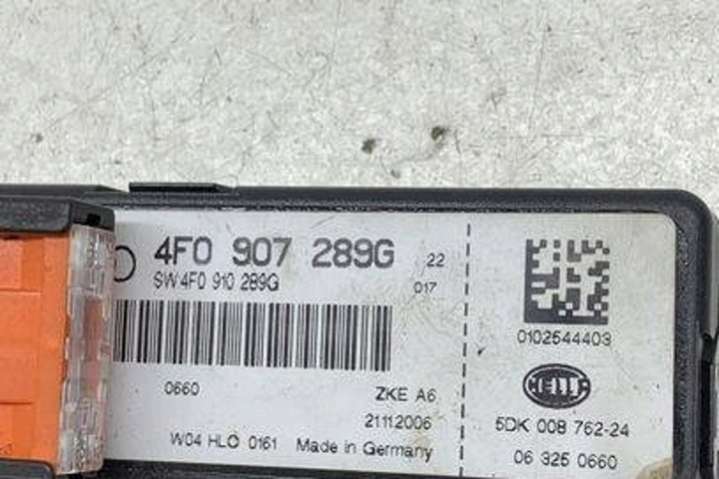 4F0 907 289G 22
SW4F0 910 289G 017
0660 ZKE A6
21112006
W04 HLO 0161 Made in Germany
0102544403
HELLA
5DK 008 762-24
06 325 0660